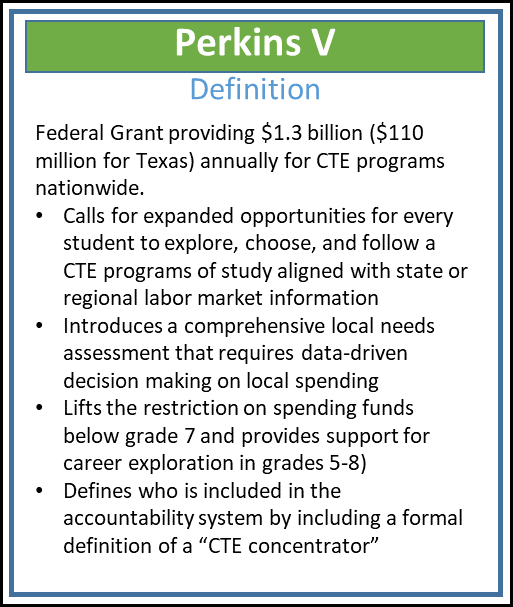 Perkins V
Definition
Federal Grant providing $1.3 billion ($110
million for Texas) annually for CTE programs
nationwide.
• Calls for expanded opportunities for every
student to explore, choose, and follow a
CTE programs of study aligned with state or
regional labor market information
• Introduces a comprehensive local needs
assessment that requires data-driven
decision making on local spending
• Lifts the restriction on spending funds
below grade 7 and provides support for
career exploration in grades 5-8)
• Defines who is included in the
accountability system by including a formal
definition of a “CTE concentrator”